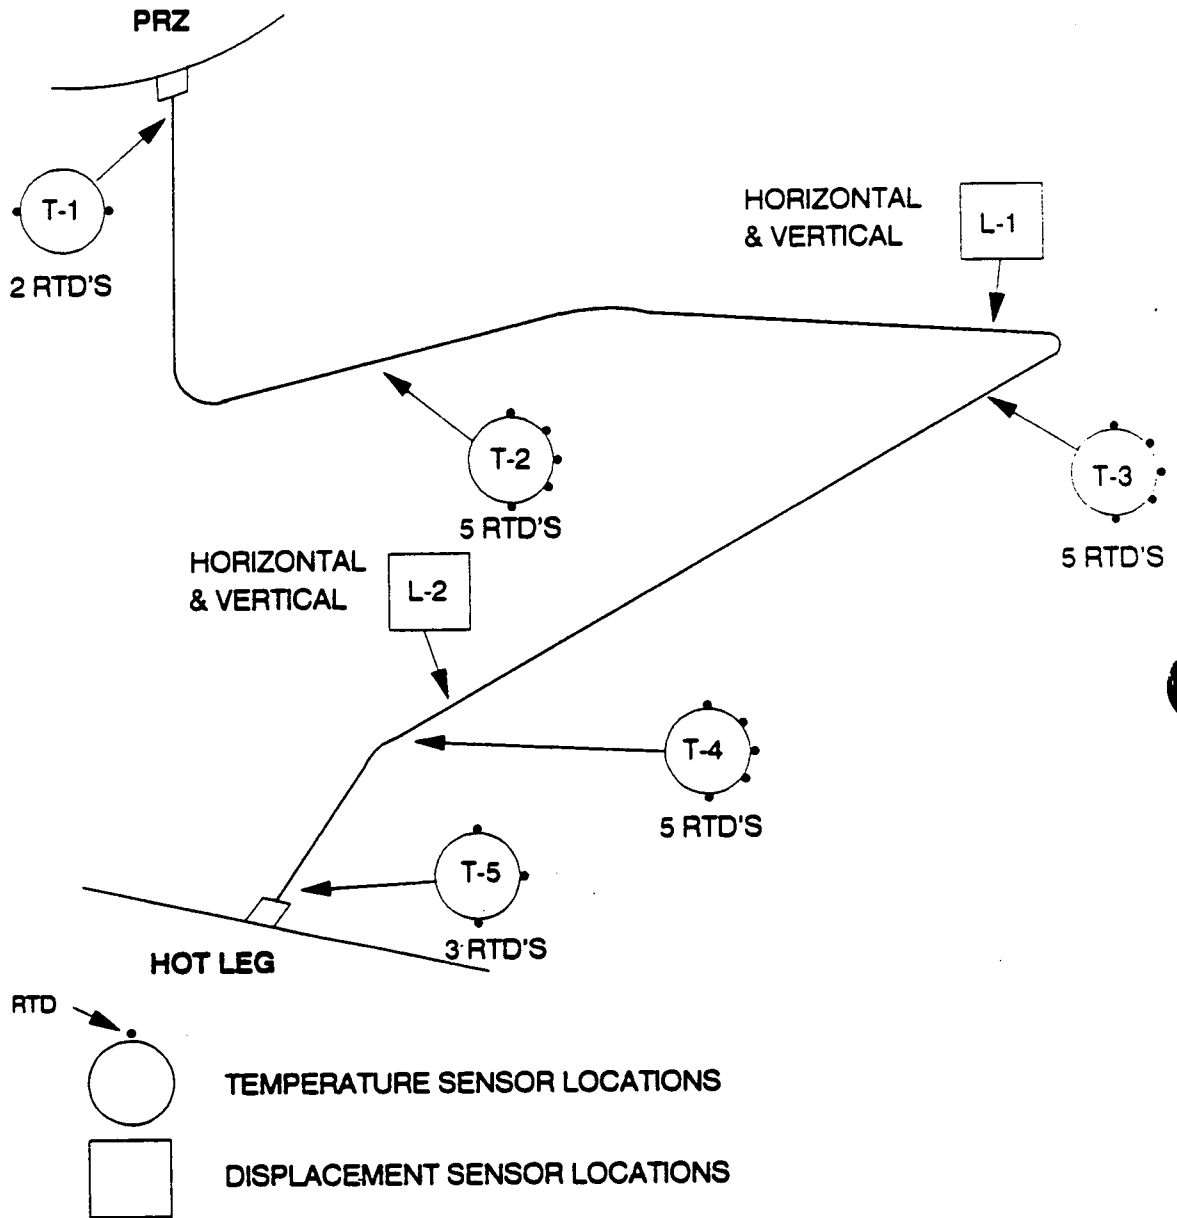 PRZ
T-1
2 RTD'S
HORIZONTAL
& VERTICAL
L-1
T-2
5 RTD'S
T-3
5 RTD'S
HORIZONTAL
& VERTICAL
L-2
T-4
5 RTD'S
T-5
3 RTD'S
HOT LEG
RTD
TEMPERATURE SENSOR LOCATIONS
DISPLACEMENT SENSOR LOCATIONS